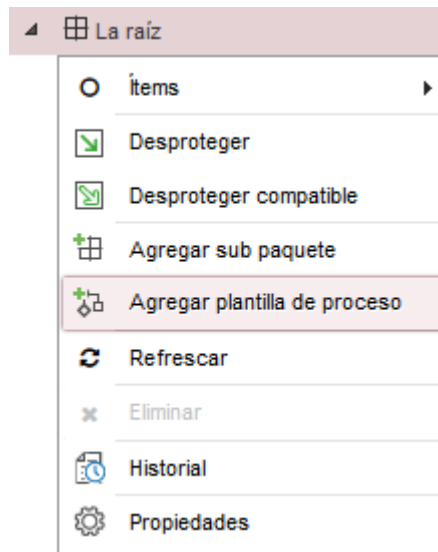 La raíz
Ítems
Desproteger
Desproteger compatible
Agregar sub paquete
Agregar plantilla de proceso
Refrescar
Eliminar
Historial
Propiedades